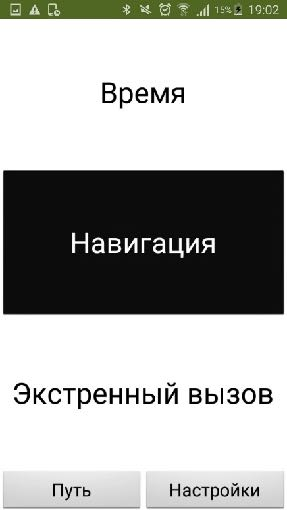 15% 19:02
Время
Навигация
Экстренный вызов
Путь Настройки